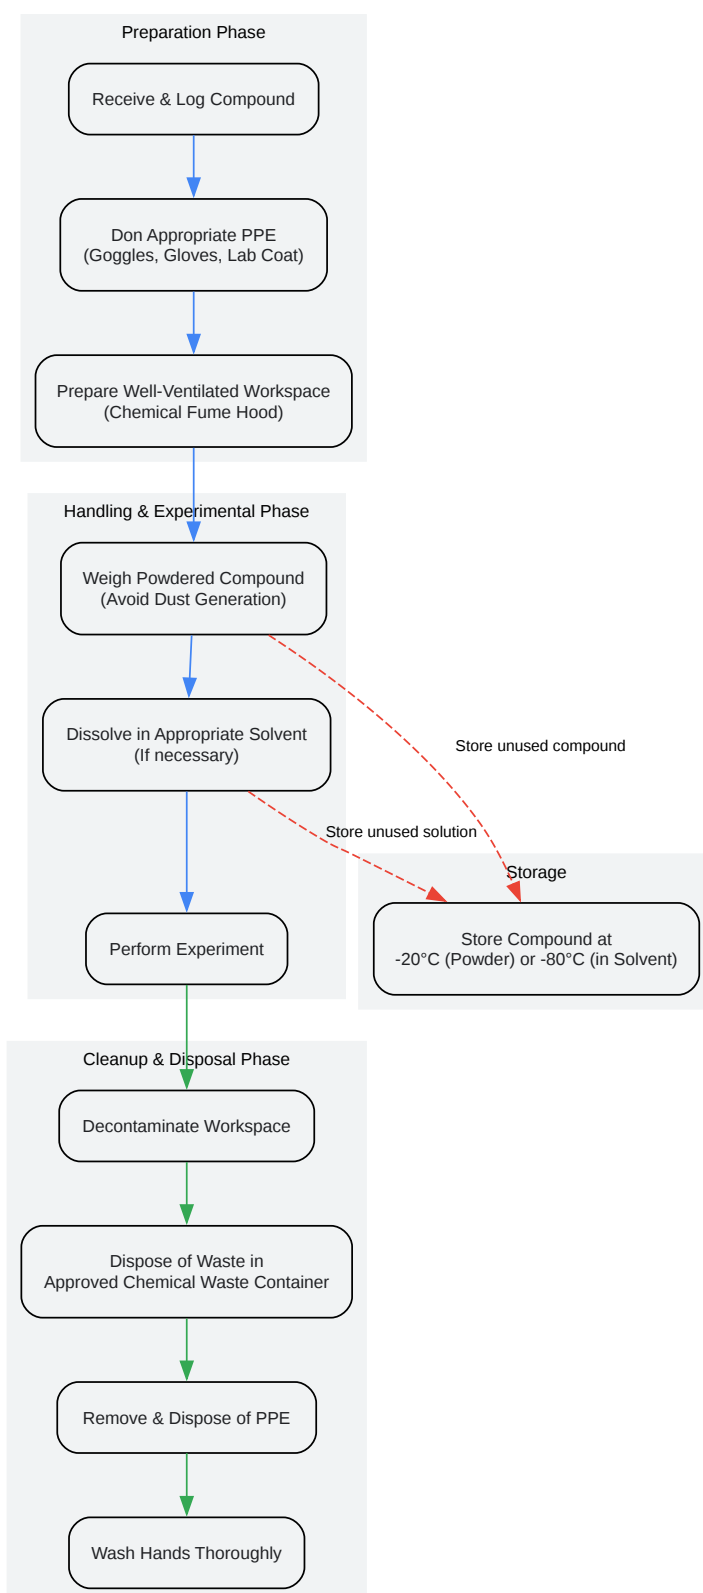 Preparation Phase
Receive & Log Compound
Don Appropriate PPE
(Goggles, Gloves, Lab Coat)
Prepare Well-Ventilated Workspace
(Chemical Fume Hood)
Handling & Experimental Phase
Weigh Powdered Compound
(Avoid Dust Generation)
Dissolve in Appropriate Solvent
(If necessary)
Store unused compound
Store unused solution
Storage
Store Compound at
-20°C (Powder) or -80°C (in Solvent)
Perform Experiment
Cleanup & Disposal Phase
Decontaminate Workspace
Dispose of Waste in
Approved Chemical Waste Container
Remove & Dispose of PPE
Wash Hands Thoroughly